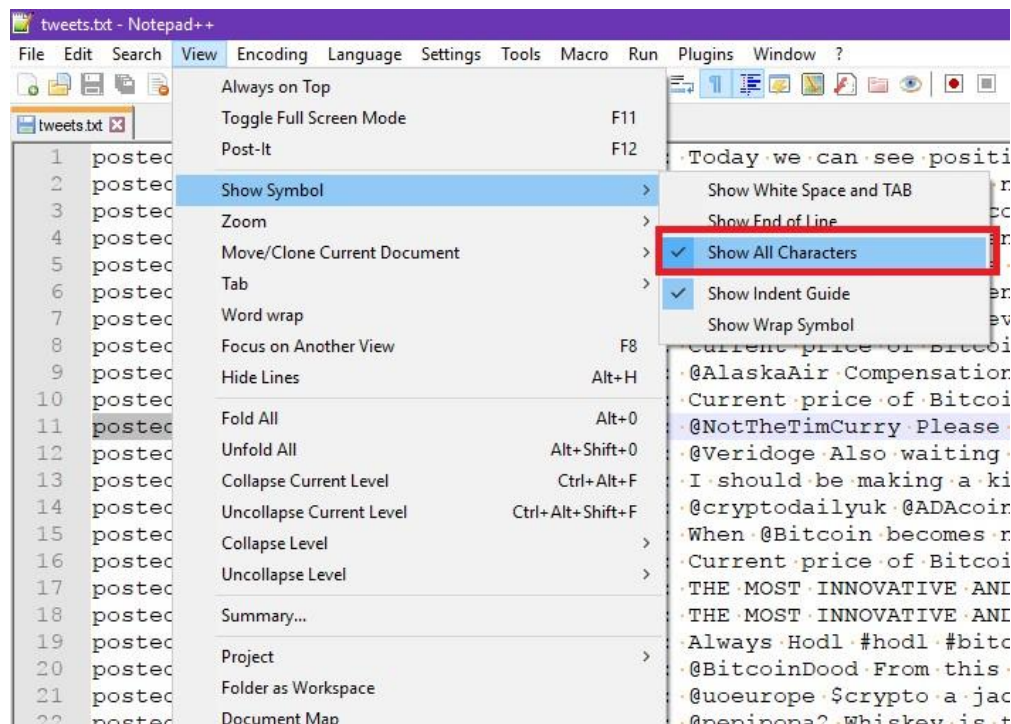 tweets.txt - Notepad++
File Edit Search View Encoding Language Settings Tools Macro Run Plugins Window ?
tweets.txt
Always on Top
Toggle Full Screen Mode F11
Post-It F12
Show Symbol
Zoom
Move/Clone Current Document
Tab
Word wrap
Focus on Another View F8
Hide Lines Alt+H
Fold All Alt+0
Unfold All Alt+Shift+0
Collapse Current Level Ctrl+Alt+F
Uncollapse Current Level Ctrl+Alt+Shift+F
Collapse Level
Uncollapse Level
Summary...
Project
Folder as Workspace
Document Map
Show White Space and TAB
Show End of Line
Show All Characters
Show Indent Guide
Show Wrap Symbol
1 posted : Today we can see positi
2 posted
3 posted
4 posted
5 posted
6 posted
7 posted
8 posted : Current price of Bitcoi
9 posted : @AlaskaAir Compensation
10 posted : Current price of Bitcoi
11 posted : @NotTheTimCurry Please
12 posted : @Veridoge Also waiting
13 posted : I should be making a ki
14 posted : @cryptodailyuk @ADAcoin
15 posted : When @Bitcoin becomes n
16 posted : Current price of Bitcoi
17 posted : THE MOST INNOVATIVE AND
18 posted : THE MOST INNOVATIVE AND
19 posted : Always Hodl #hodl #bitc
20 posted : @BitcoinDood From this
21 posted : @uoeurope $crypto a jac
22 posted : Whiskey is t